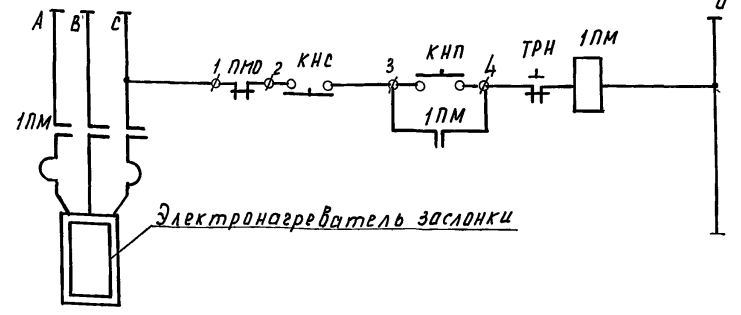 A B C
1 ПМО 2 КНС 3 КНП 4 ТРН 1ПМ
1ПМ
1ПМ
Электронагреватель заслонки